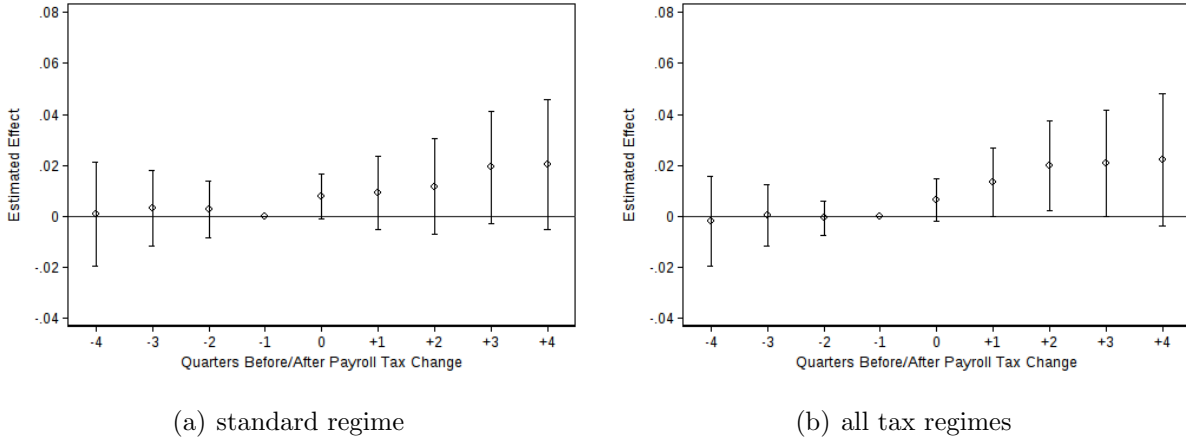 .08
.06
.04
.02
0
-.02
-.04
Estimated Effect
-4 -3 -2 -1 0 +1 +2 +3 +4
Quarters Before/After Payroll Tax Change
(a) standard regime
.08
.06
.04
.02
0
-.02
-.04
Estimated Effect
-4 -3 -2 -1 0 +1 +2 +3 +4
Quarters Before/After Payroll Tax Change
(b) all tax regimes